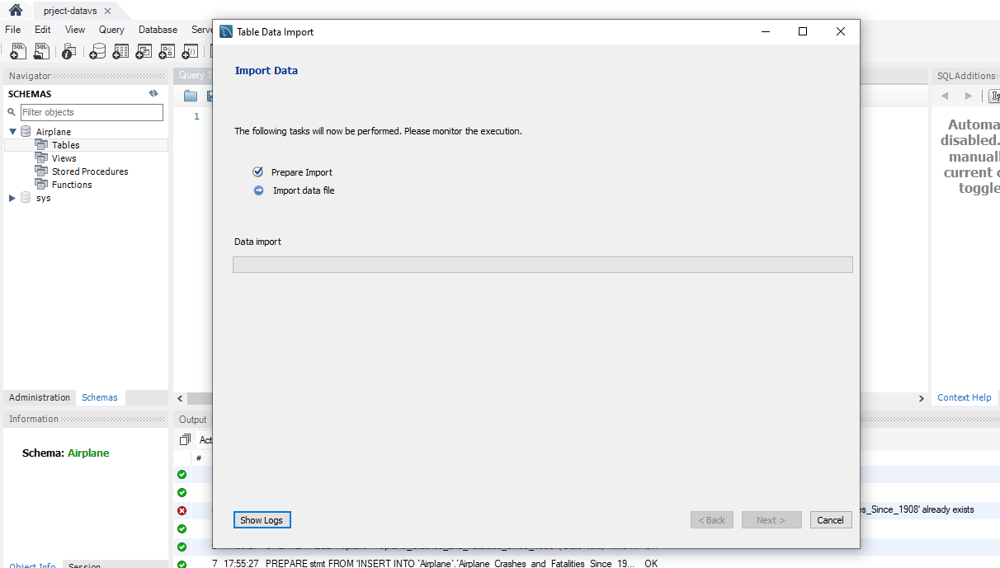 prject-datavs
File Edit View Query Database
Table Data Import
Import Data
The following tasks will now be performed. Please monitor the execution.
Prepare Import
Import data file
Data import
Show Logs
< Back Next > Cancel
Navigator
SCHEMAS
Filter objects
Airplane
Tables
Views
Stored Procedures
Functions
sys
Administration Schemas
Information
Schema: Airplane
Object Info Session
Query 1
1
Output
#
es_Since_1908' already exists
7 17:55:27 PREPARE stmt FROM 'INSERT INTO `Airplane`.`Airplane_Crashes_and_Fatalities_Since_19... OK
SQLAdditions
disabled.
current
toggle
Context Help